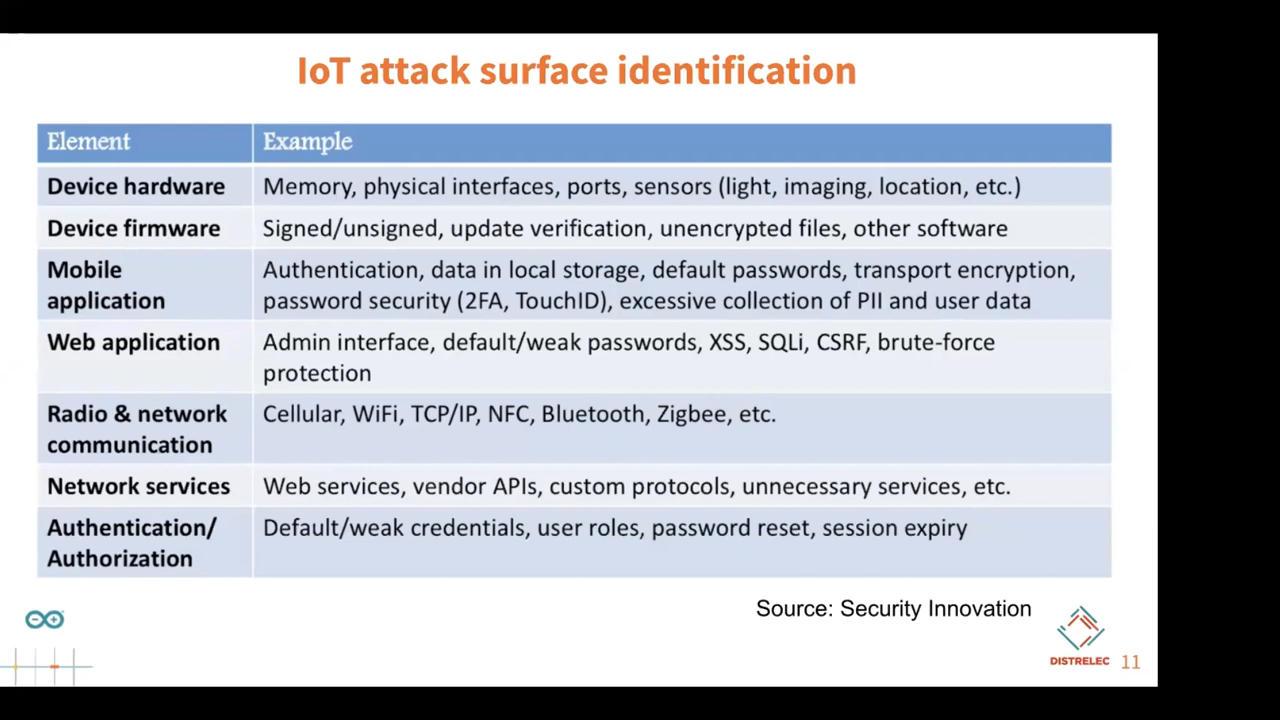 IoT attack surface identification
Element Example
Device hardware Memory, physical interfaces, ports, sensors (light, imaging, location, etc.)
Device firmware Signed/unsigned, update verification, unencrypted files, other software
Mobile Authentication, data in local storage, default passwords, transport encryption,
application password security (2FA, TouchID), excessive collection of PII and user data
Web application Admin interface, default/weak passwords, XSS, SQLi, CSRF, brute-force
protection
Radio & network Cellular, WiFi, TCP/IP, NFC, Bluetooth, Zigbee, etc.
communication
Network services Web services, vendor APIs, custom protocols, unnecessary services, etc.
Authentication/ Default/weak credentials, user roles, password reset, session expiry
Authorization
Source: Security Innovation
DISTRELEC 11